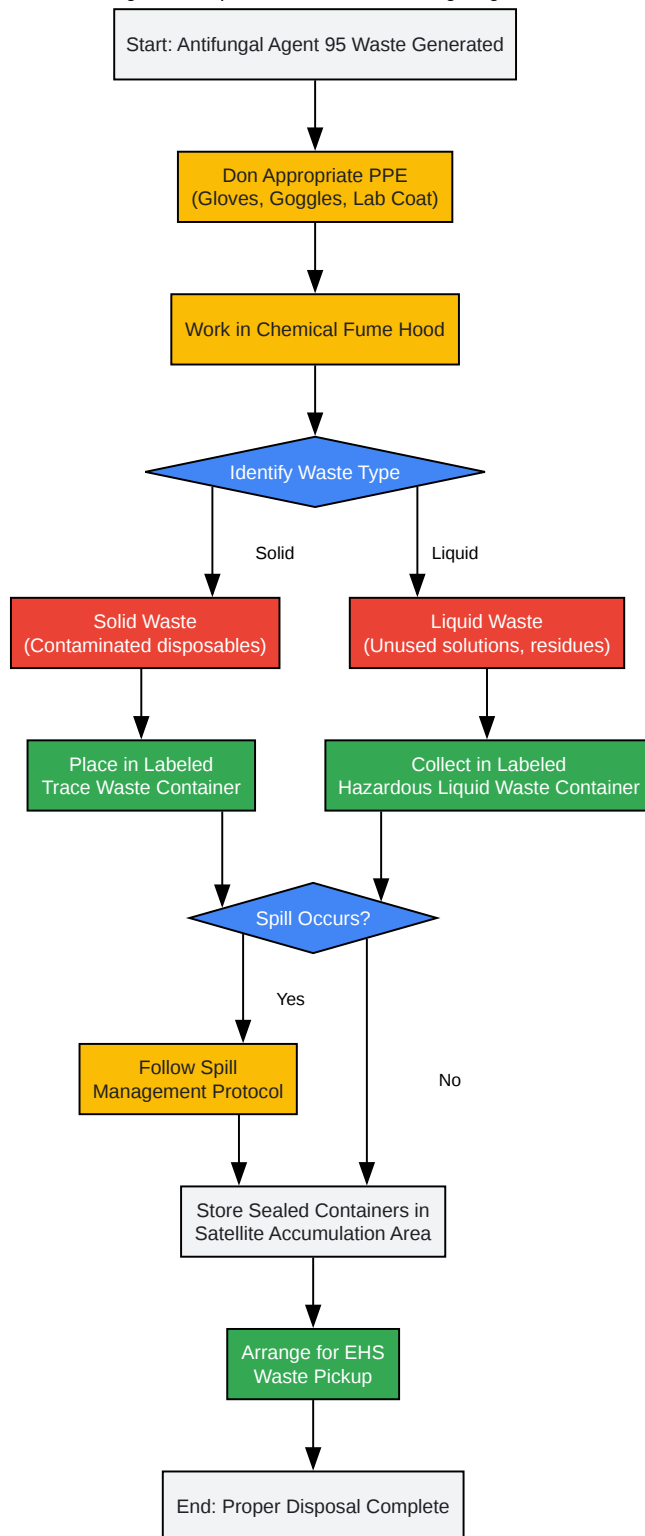 Start: Antifungal Agent 95 Waste Generated
Don Appropriate PPE
(Gloves, Goggles, Lab Coat)
Work in Chemical Fume Hood
Identify Waste Type
Solid
Liquid
Solid Waste
(Contaminated disposables)
Liquid Waste
(Unused solutions, residues)
Place in Labeled
Trace Waste Container
Collect in Labeled
Hazardous Liquid Waste Container
Spill Occurs?
Yes
Follow Spill
Management Protocol
No
Store Sealed Containers in
Satellite Accumulation Area
Arrange for EHS
Waste Pickup
End: Proper Disposal Complete